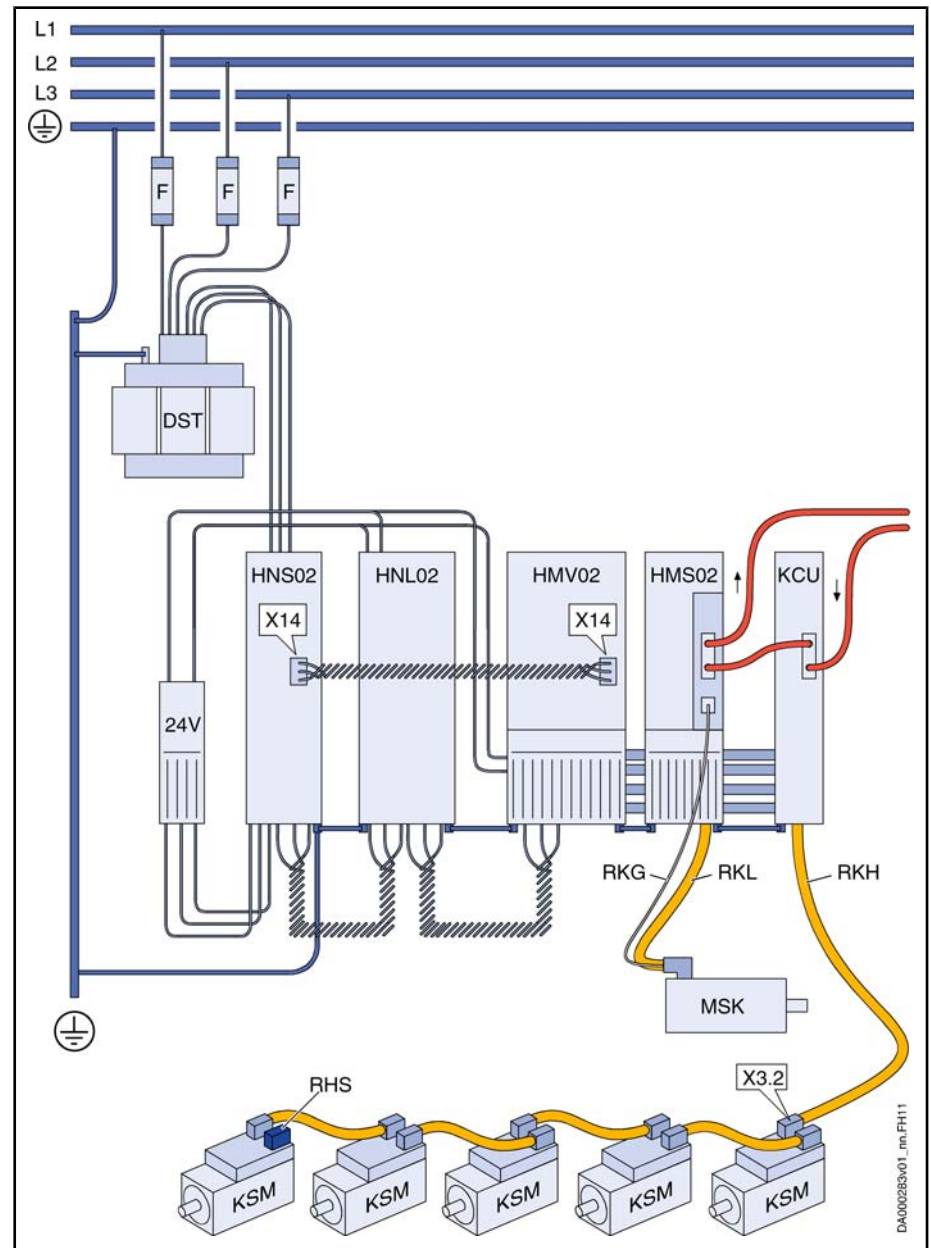 L1
L2
L3
F F F
DST
HNS02 HNL02 HMV02 HMS02 KCU
X14 X14
24V
RKG RKL RKH
MSK
RHS X3.2
KSM KSM KSM KSM KSM
DA000283v01_nn.FH11